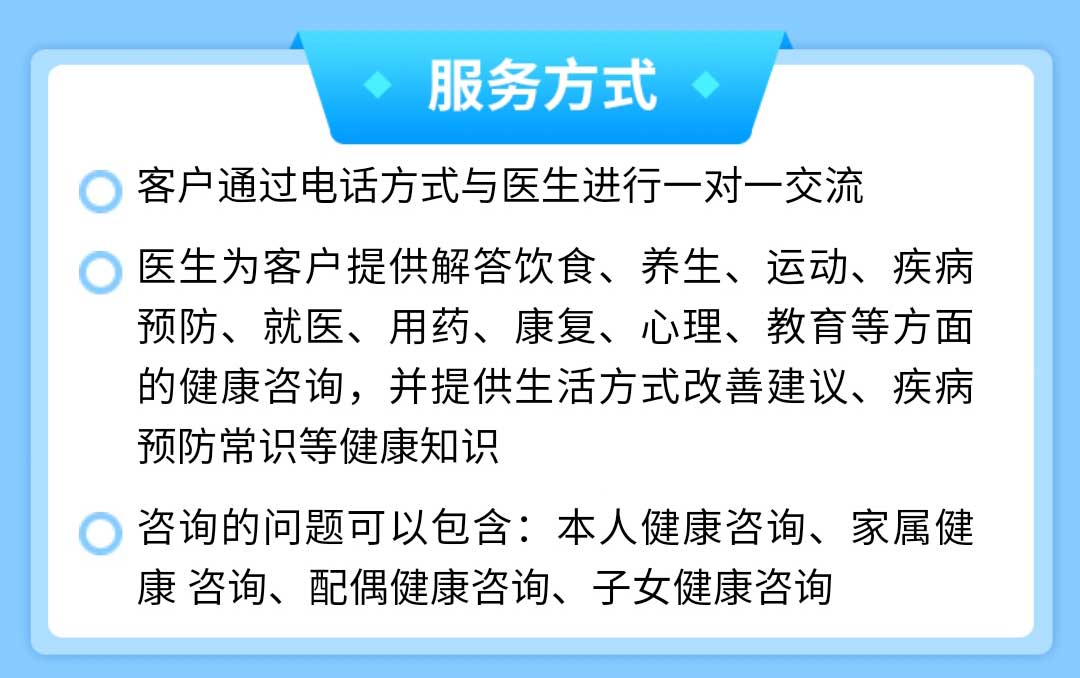 服务方式
客户通过电话方式与医生进行一对一交流
医生为客户提供解答饮食、养生、运动、疾病
预防、就医、用药、康复、心理、教育等方面
的健康咨询，并提供生活方式改善建议、疾病
预防常识等健康知识
咨询的问题可以包含：本人健康咨询、家属健
康 咨询、配偶健康咨询、子女健康咨询